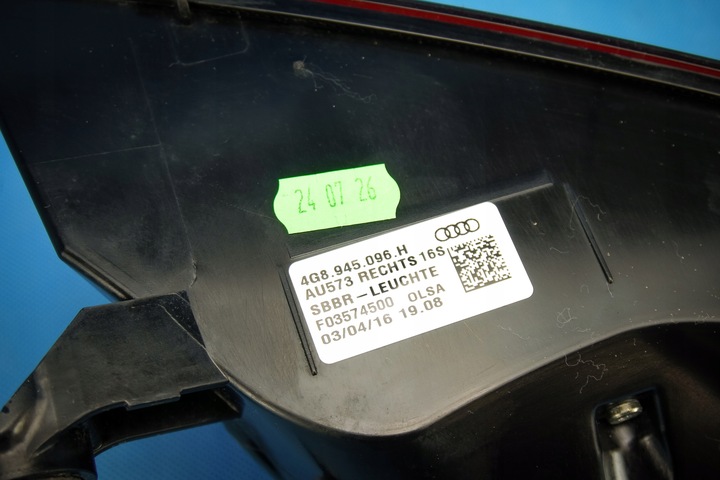 24 07 26
4G8.945.096.H
AU573 RECHTS 16S
SBBR-LEUCHTE
F03574500 OLSA
03/04/16 19.08